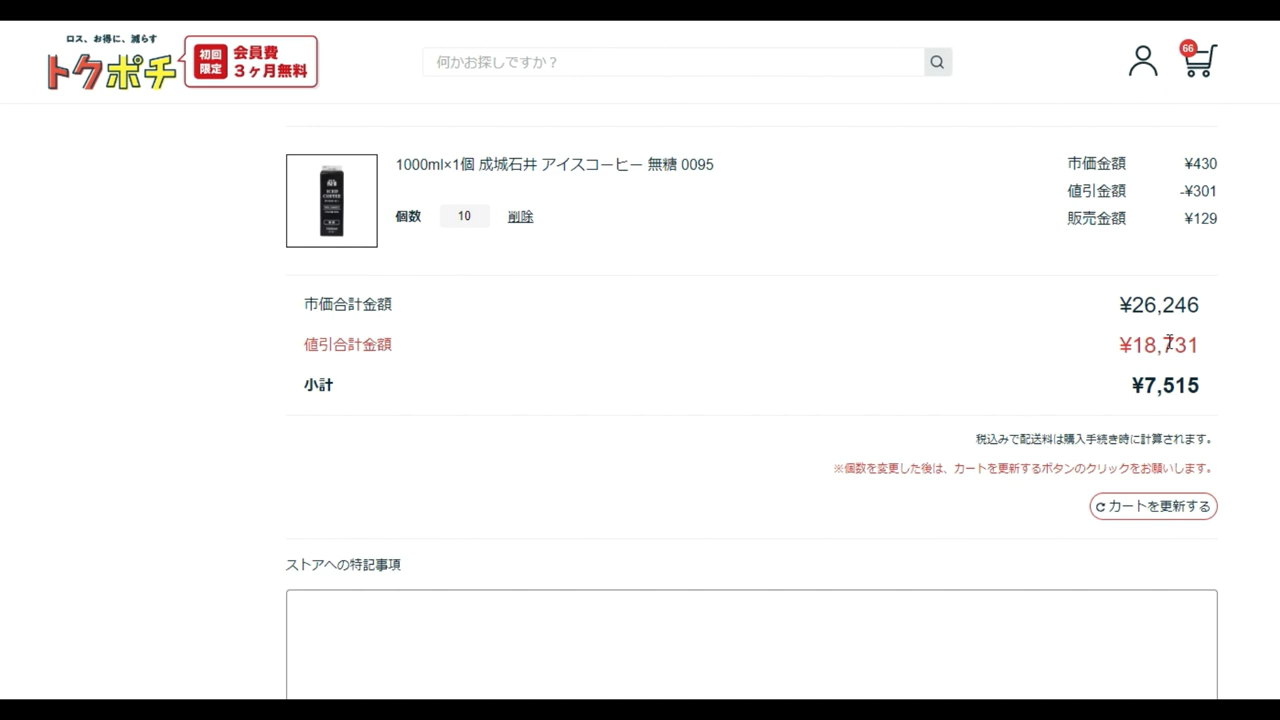 ロス、お得に、減らす
トクポチ
初回限定
会員費
3ヶ月無料
何かお探しですか?
66
1000ml×1個 成城石井 アイスコーヒー 無糖 0095
個数 10 削除
市価金額 ¥430
値引金額 -¥301
販売金額 ¥129
市価合計金額 ¥26,246
値引合計金額 ¥18,731
小計 ¥7,515
税込みで配送料は購入手続き時に計算されます。
※個数を変更した後は、カートを更新するボタンのクリックをお願いします。
カートを更新する
ストアへの特記事項